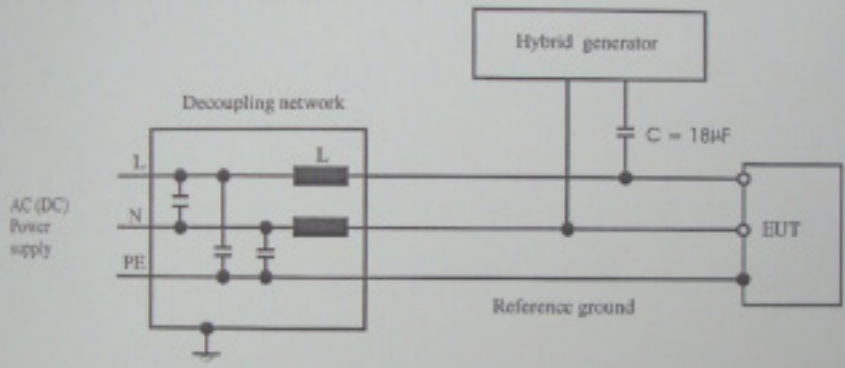 Hybrid generator
Decoupling network
C = 18μF
L
L
N
AC (DC)
Power
supply
PE
EUT
Reference ground